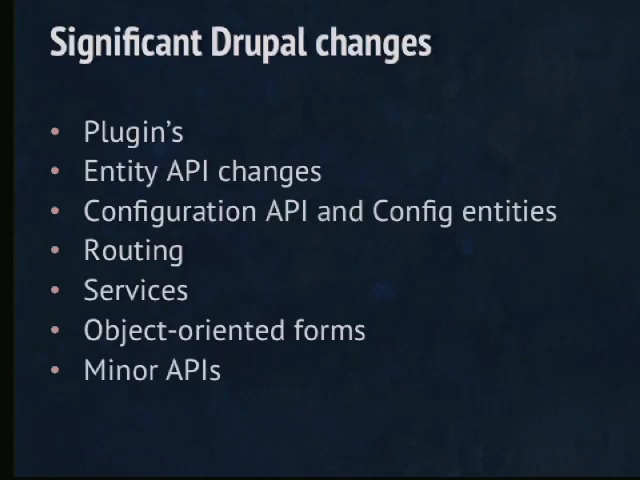 Significant Drupal changes
• Plugin’s
• Entity API changes
• Configuration API and Config entities
• Routing
• Services
• Object-oriented forms
• Minor APIs